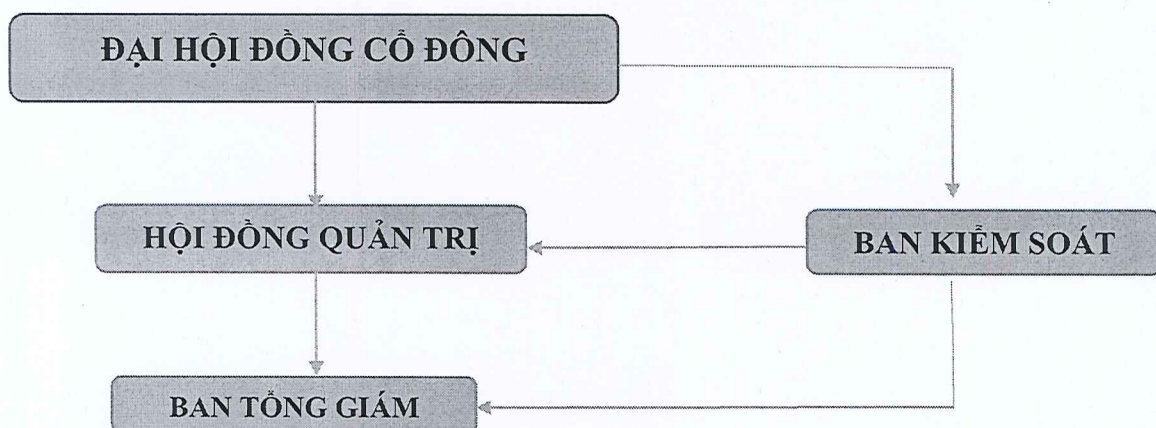 ĐẠI HỘI ĐỒNG CỔ ĐÔNG
HỘI ĐỒNG QUẢN TRỊ
BAN KIỂM SOÁT
BAN TỔNG GIÁM